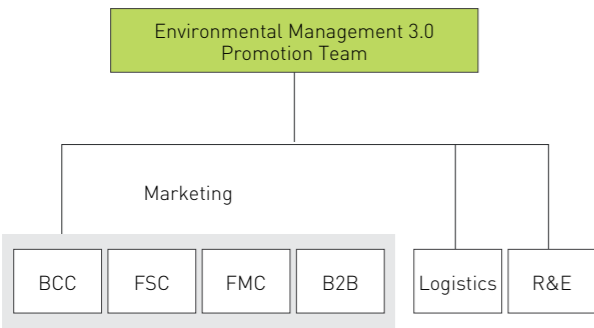 Environmental Management 3.0
Promotion Team
Marketing
BCC FSC FMC B2B Logistics R&E